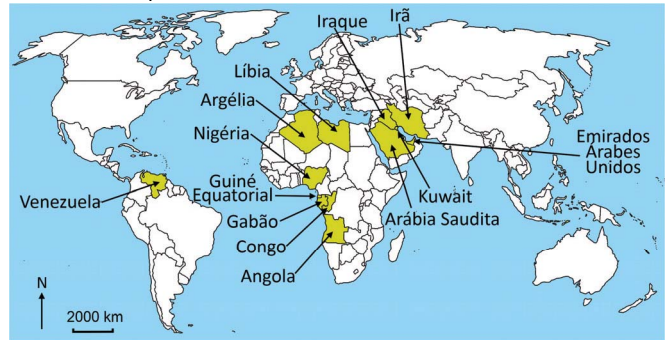 Iraque
Irã
Líbia
Argélia
Nigéria
Emirados
Árabes
Unidos
Guiné
Equatorial
Venezuela
Kuwait
Gabão
Arábia Saudita
Congo
Angola
N
2000 km